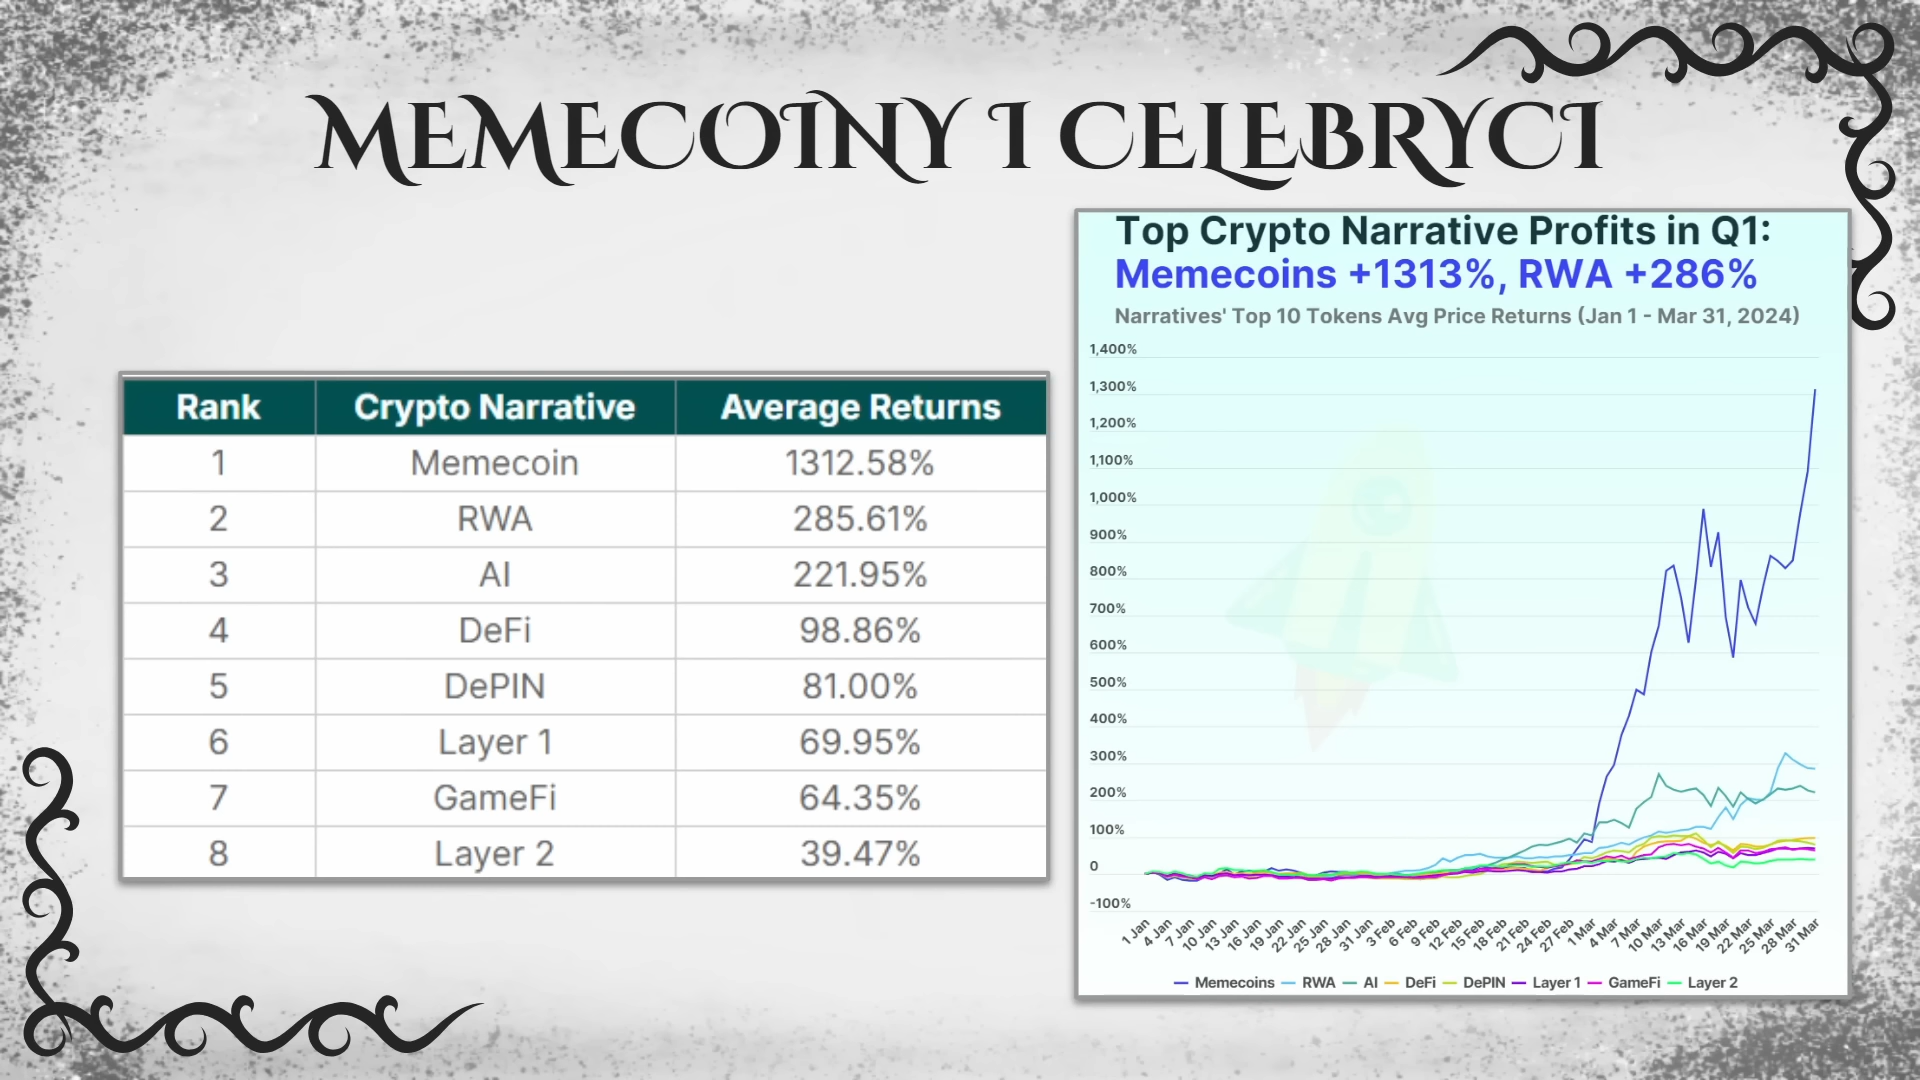 MEMECOINY I CELEBRYCI
Rank Crypto Narrative Average Returns
1 Memecoin 1312.58%
2 RWA 285.61%
3 AI 221.95%
4 DeFi 98.86%
5 DePIN 81.00%
6 Layer 1 69.95%
7 GameFi 64.35%
8 Layer 2 39.47%
Top Crypto Narrative Profits in Q1:
Memecoins +1313%, RWA +286%
Narratives' Top 10 Tokens Avg Price Returns (Jan 1 - Mar 31, 2024)
1,400%
1,300%
1,200%
1,100%
1,000%
900%
800%
700%
600%
500%
400%
300%
200%
100%
0
-100%
1 Jan 4 Jan 7 Jan 10 Jan 13 Jan 16 Jan 19 Jan 22 Jan 25 Jan 28 Jan 31 Jan 3 Feb 6 Feb 9 Feb 12 Feb 15 Feb 18 Feb 21 Feb 24 Feb 27 Feb 1 Mar 4 Mar 7 Mar 10 Mar 13 Mar 16 Mar 19 Mar 22 Mar 25 Mar 28 Mar 31 Mar
Memecoins RWA AI DeFi DePIN Layer 1 GameFi Layer 2